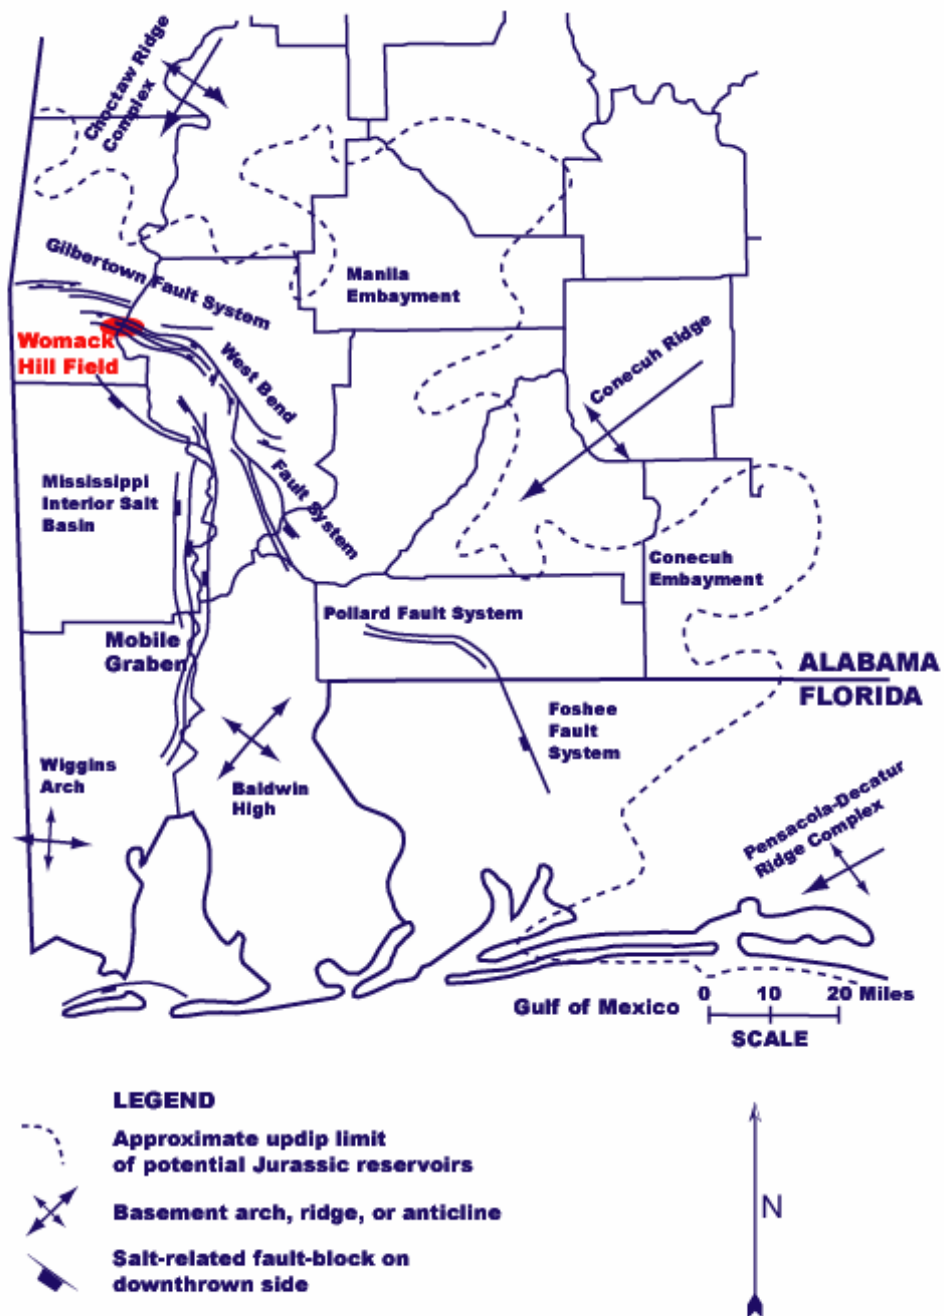 Choctaw Ridge
Complex
Gilbertown Fault System
Manila
Embayment
Womack
Hill Field
West Bend
Fault System
Conecuh Ridge
Mississippi
Interior Salt
Basin
Conecuh
Embayment
Pollard Fault System
Mobile
Graben
ALABAMA
FLORIDA
Foshee
Fault
System
Wiggins
Arch
Baldwin
High
Pensacola-Decatur
Ridge Complex
Gulf of Mexico
0 10 20 Miles
SCALE
LEGEND
Approximate updip limit
of potential Jurassic reservoirs
Basement arch, ridge, or anticline
Salt-related fault-block on
downthrown side
N